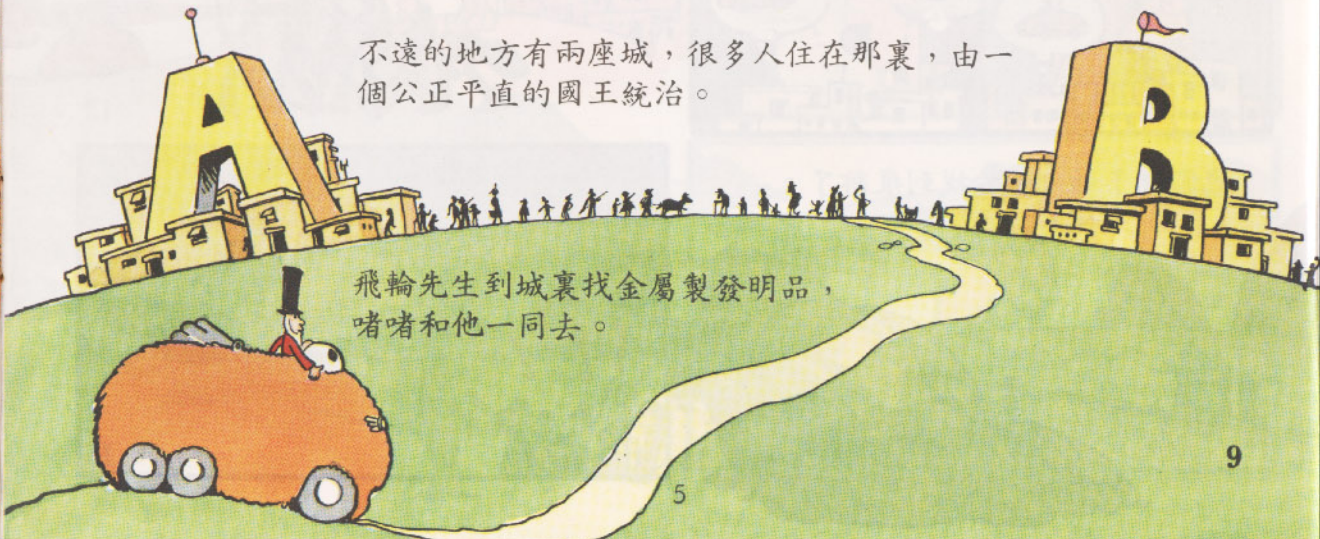 A
B
不遠的地方有兩座城，很多人住在那裏，由一
個公正平直的國王統治。
飛輪先生到城裏找金屬製發明品，
啫啫和他一同去。
9
5